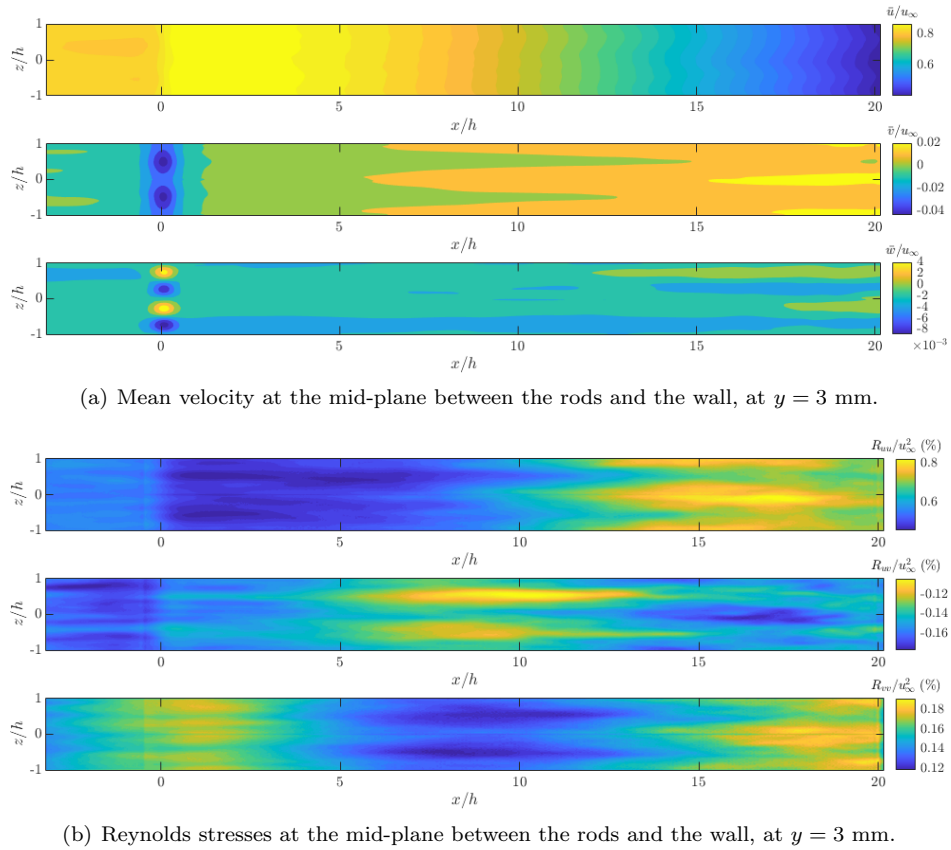 ū/u∞
1
0
-1
z/h
0.8
0.6
0 5 10 15 20
x/h
v̄/u∞
1
0
-1
z/h
0.02
0
-0.02
-0.04
0 5 10 15 20
x/h
w̄/u∞
1
0
-1
z/h
4
2
0
-2
-4
-6
-8
×10⁻³
0 5 10 15 20
x/h
(a) Mean velocity at the mid-plane between the rods and the wall, at y = 3 mm.
R_uu/u²∞ (%)
1
0
-1
z/h
0.8
0.6
0 5 10 15 20
x/h
R_uv/u²∞ (%)
1
0
-1
z/h
-0.12
-0.14
-0.16
0 5 10 15 20
x/h
R_vv/u²∞ (%)
1
0
-1
z/h
0.18
0.16
0.14
0.12
0 5 10 15 20
x/h
(b) Reynolds stresses at the mid-plane between the rods and the wall, at y = 3 mm.